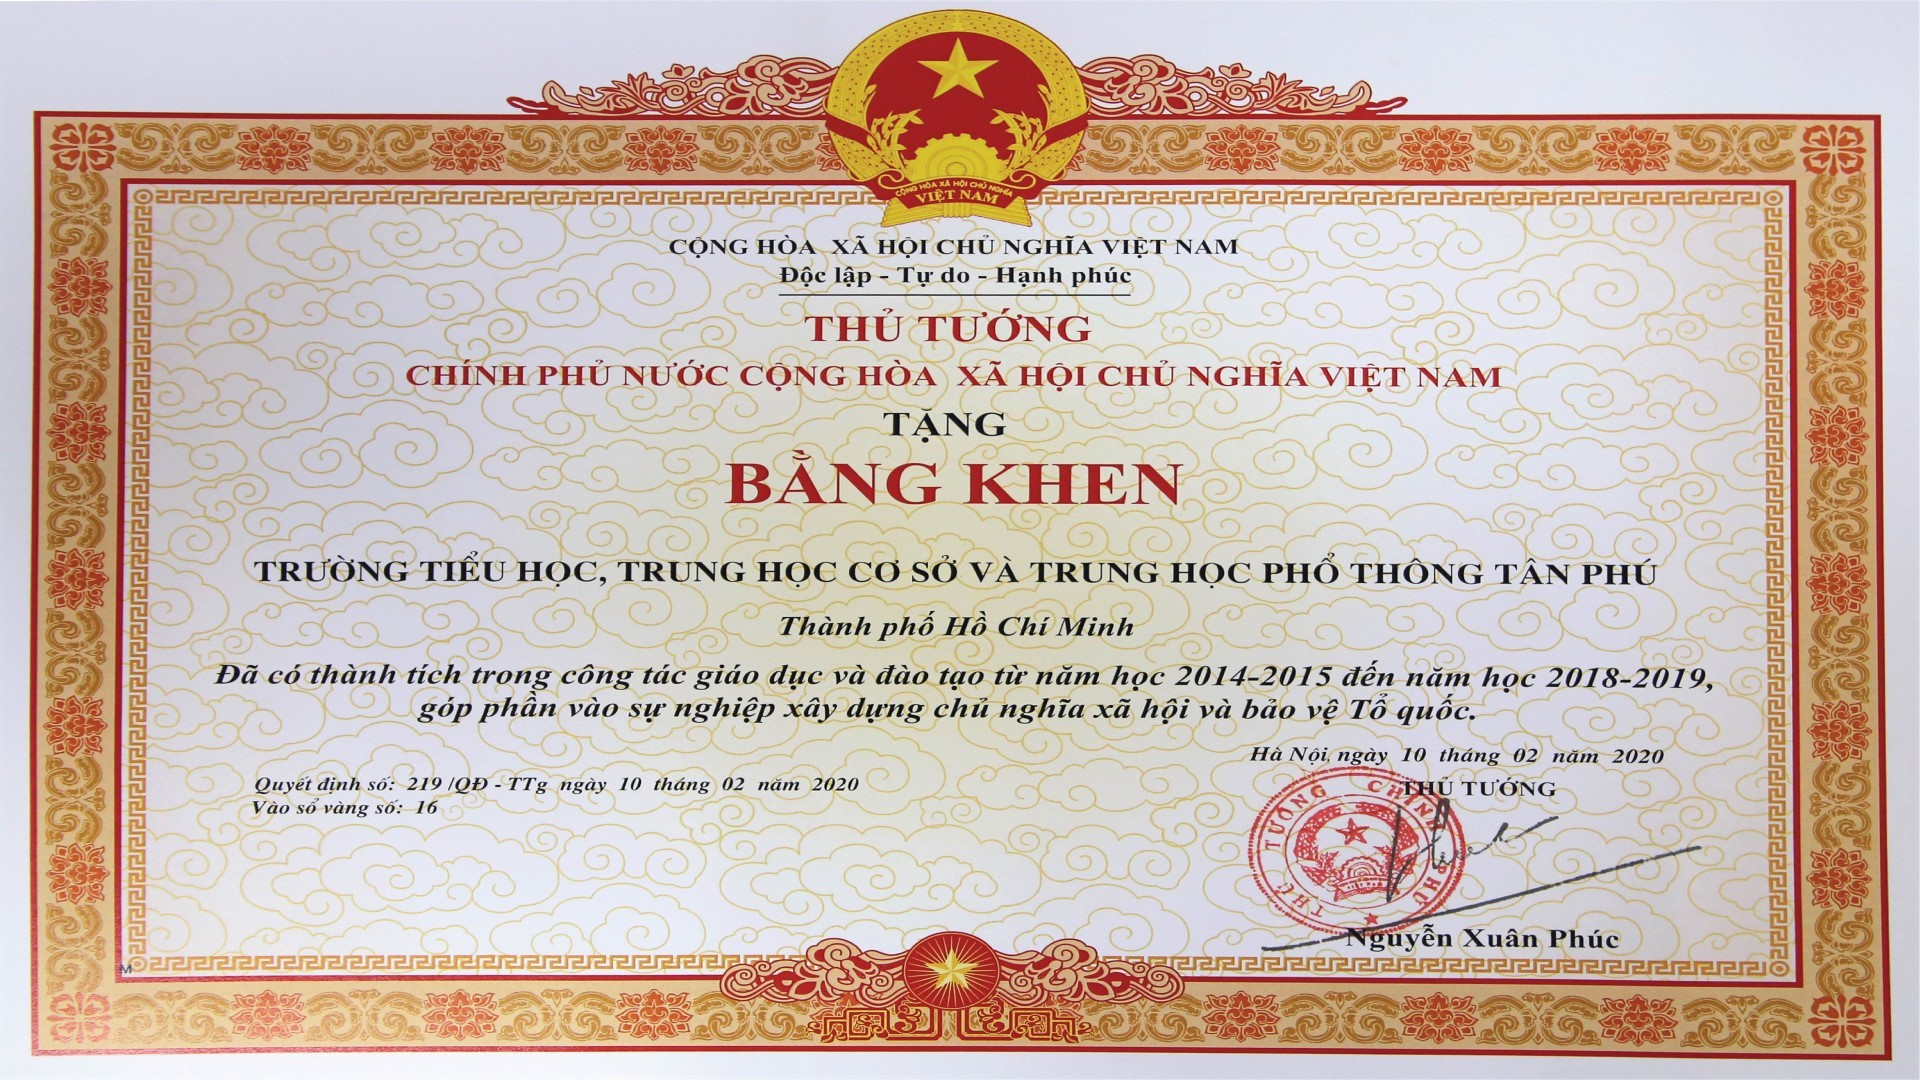 CỘNG HÒA XÃ HỘI CHỦ NGHĨA
VIỆT NAM
CỘNG HÒA XÃ HỘI CHỦ NGHĨA VIỆT NAM
Độc lập - Tự do - Hạnh phúc
THỦ TƯỚNG
CHÍNH PHỦ NƯỚC CỘNG HÒA XÃ HỘI CHỦ NGHĨA VIỆT NAM
TẶNG
BẰNG KHEN
TRƯỜNG TIỂU HỌC, TRUNG HỌC CƠ SỞ VÀ TRUNG HỌC PHỔ THÔNG TÂN PHÚ
Thành phố Hồ Chí Minh
Đã có thành tích trong công tác giáo dục và đào tạo từ năm học 2014-2015 đến năm học 2018-2019,
góp phần vào sự nghiệp xây dựng chủ nghĩa xã hội và bảo vệ Tổ quốc.
Hà Nội, ngày 10 tháng 02 năm 2020
Quyết định số: 219 /QĐ - TTg ngày 10 tháng 02 năm 2020
Vào sổ vàng số: 16
THỦ TƯỚNG
THỦ TƯỚNG CHÍNH PHỦ
Nguyễn Xuân Phúc
M